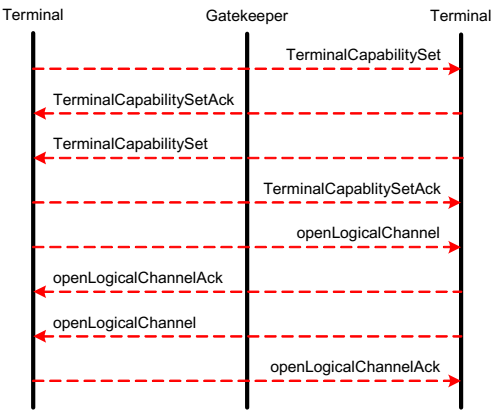 Terminal Gatekeeper Terminal
TerminalCapabilitySet
TerminalCapabilitySetAck
TerminalCapabilitySet
TerminalCapablitySetAck
openLogicalChannel
openLogicalChannelAck
openLogicalChannel
openLogicalChannelAck